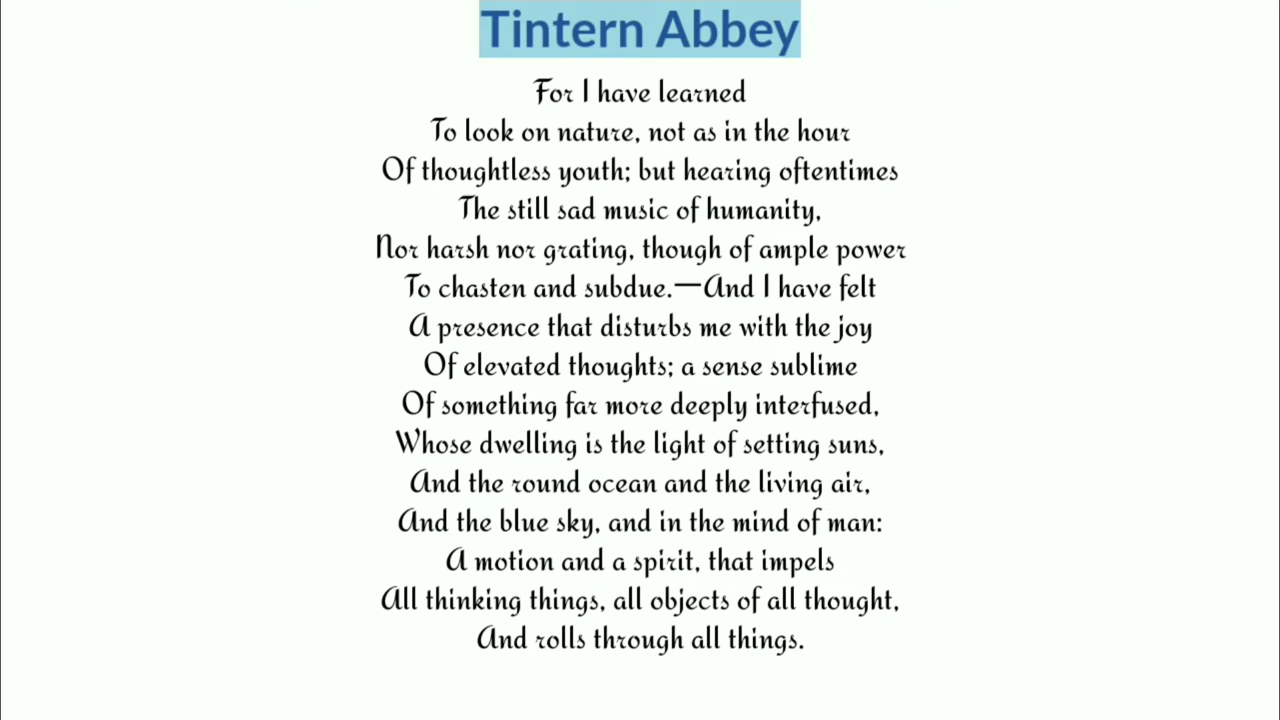 Tintern Abbey
For I have learned
To look on nature, not as in the hour
Of thoughtless youth; but hearing oftentimes
The still sad music of humanity,
Nor harsh nor grating, though of ample power
To chasten and subdue.—And I have felt
A presence that disturbs me with the joy
Of elevated thoughts; a sense sublime
Of something far more deeply interfused,
Whose dwelling is the light of setting suns,
And the round ocean and the living air,
And the blue sky, and in the mind of man:
A motion and a spirit, that impels
All thinking things, all objects of all thought,
And rolls through all things.